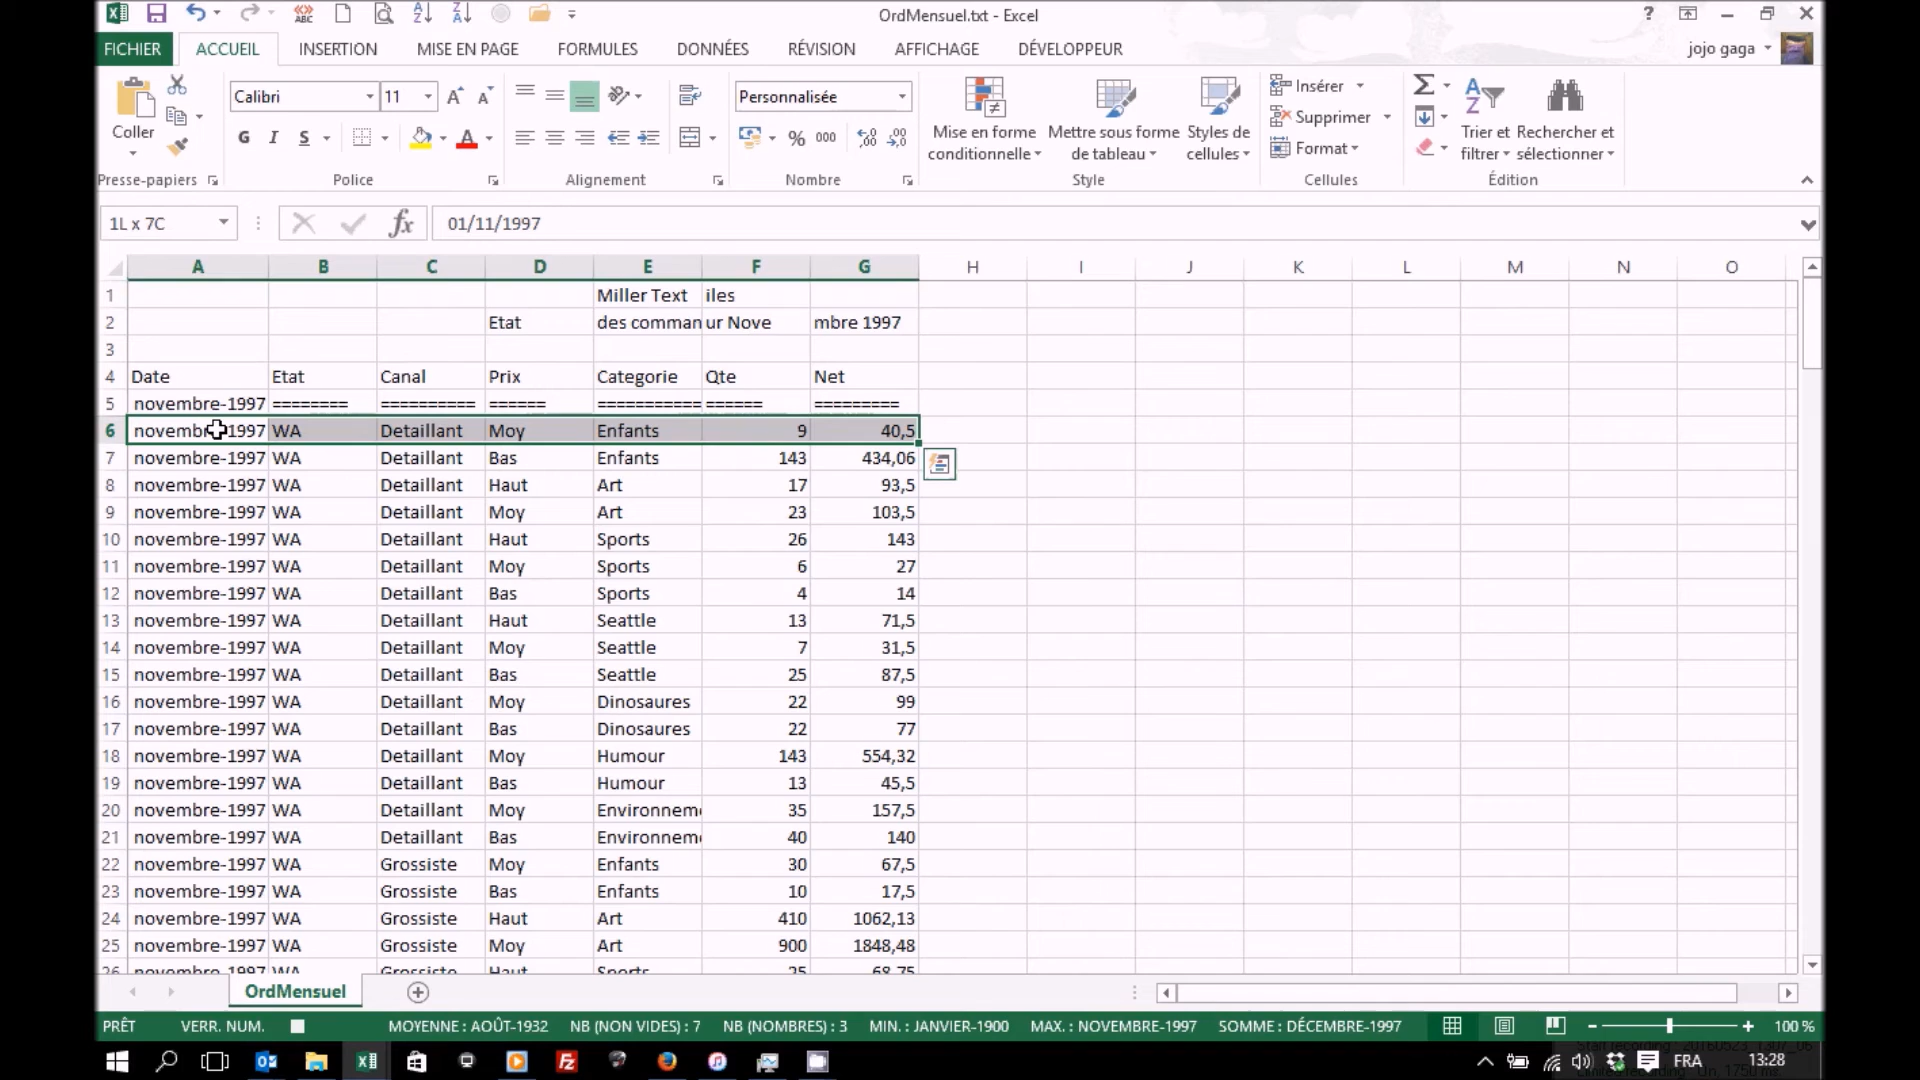 OrdMensuel.txt - Excel
FICHIER ACCUEIL INSERTION MISE EN PAGE FORMULES DONNÉES RÉVISION AFFICHAGE DÉVELOPPEUR jojo gaga
Coller
Presse-papiers
Calibri 11
G I S
Police
Alignement
Personnalisée
% 000
Nombre
Mise en forme conditionnelle
Mettre sous forme de tableau
Styles de cellules
Style
Insérer
Supprimer
Format
Cellules
Trier et filtrer
Rechercher et sélectionner
Édition
1L x 7C fx 01/11/1997
A B C D E F G H I J K L M N O
1 Miller Text iles
2 Etat des comman ur Nove mbre 1997
3
4 Date Etat Canal Prix Categorie Qte Net
5 novembre-1997 ======== ========== ====== =========== ====== =========
6 novembre-1997 WA Detaillant Moy Enfants 9 40,5
7 novembre-1997 WA Detaillant Bas Enfants 143 434,06
8 novembre-1997 WA Detaillant Haut Art 17 93,5
9 novembre-1997 WA Detaillant Moy Art 23 103,5
10 novembre-1997 WA Detaillant Haut Sports 26 143
11 novembre-1997 WA Detaillant Moy Sports 6 27
12 novembre-1997 WA Detaillant Bas Sports 4 14
13 novembre-1997 WA Detaillant Haut Seattle 13 71,5
14 novembre-1997 WA Detaillant Moy Seattle 7 31,5
15 novembre-1997 WA Detaillant Bas Seattle 25 87,5
16 novembre-1997 WA Detaillant Moy Dinosaures 22 99
17 novembre-1997 WA Detaillant Bas Dinosaures 22 77
18 novembre-1997 WA Detaillant Moy Humour 143 554,32
19 novembre-1997 WA Detaillant Bas Humour 13 45,5
20 novembre-1997 WA Detaillant Moy Environnem 35 157,5
21 novembre-1997 WA Detaillant Bas Environnem 40 140
22 novembre-1997 WA Grossiste Moy Enfants 30 67,5
23 novembre-1997 WA Grossiste Bas Enfants 10 17,5
24 novembre-1997 WA Grossiste Haut Art 410 1062,13
25 novembre-1997 WA Grossiste Moy Art 900 1848,48
26 novembre-1997 WA Grossiste Haut Sports 25 68,75
OrdMensuel
PRÊT VERR. NUM. MOYENNE : AOÛT-1932 NB (NON VIDES) : 7 NB (NOMBRES) : 3 MIN. : JANVIER-1900 MAX. : NOVEMBRE-1997 SOMME : DÉCEMBRE-1997 100 %
FRA 13:28